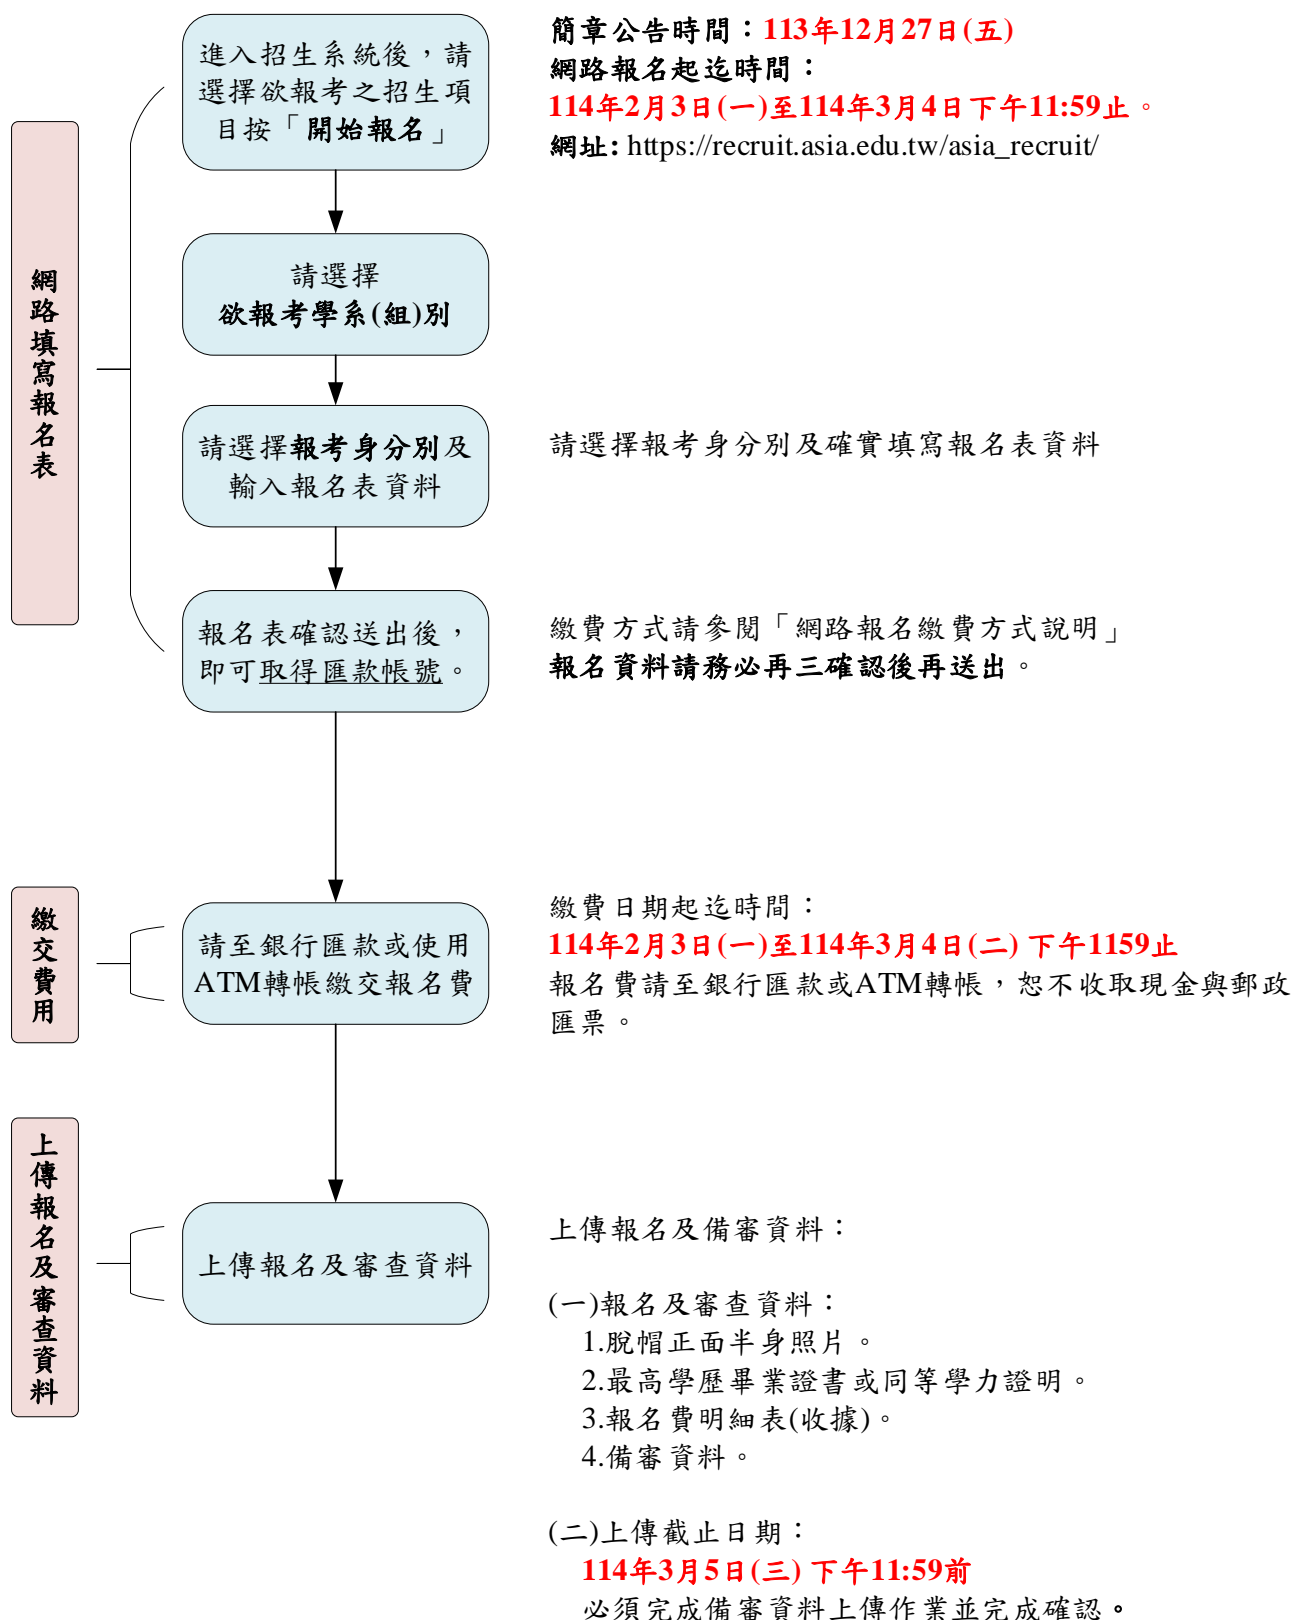 網路填寫報名表
進入招生系統後，請
選擇欲報考之招生項
目按「開始報名」
簡章公告時間：113年12月27日(五)
網路報名起迄時間：
114年2月3日(一)至114年3月4日下午11:59止。
網址: https://recruit.asia.edu.tw/asia_recruit/
請選擇
欲報考學系(組)別
請選擇報考身分別及
輸入報名表資料
請選擇報考身分別及確實填寫報名表資料
報名表確認送出後，
即可取得匯款帳號。
繳費方式請參閱「網路報名繳費方式說明」
報名資料請務必再三確認後再送出。
繳交費用
請至銀行匯款或使用
ATM轉帳繳交報名費
繳費日期起迄時間：
114年2月3日(一)至114年3月4日(二) 下午1159止
報名費請至銀行匯款或ATM轉帳，恕不收取現金與郵政
匯票。
上傳報名及審查資料
上傳報名及審查資料
上傳報名及備審資料：
(一)報名及審查資料：
1.脫帽正面半身照片。
2.最高學歷畢業證書或同等學力證明。
3.報名費明細表(收據)。
4.備審資料。
(二)上傳截止日期：
114年3月5日(三) 下午11:59前
必須完成備審資料上傳作業並完成確認。